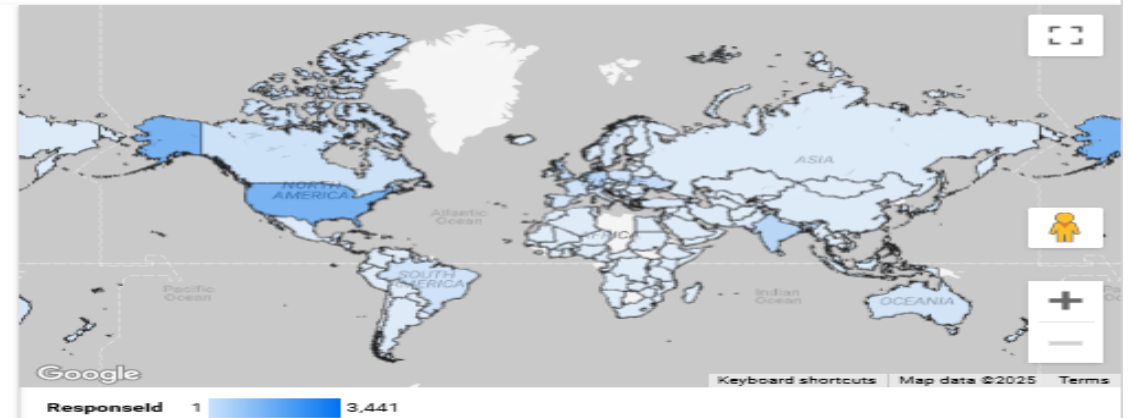 ASIA
NORTH
AMERICA
Atlantic
Ocean
SOUTH
AMERICA
Pacific
Ocean
Indian
Ocean
OCEANIA
Google
Keyboard shortcuts Map data ©2025 Terms
ResponseId 1 3,441